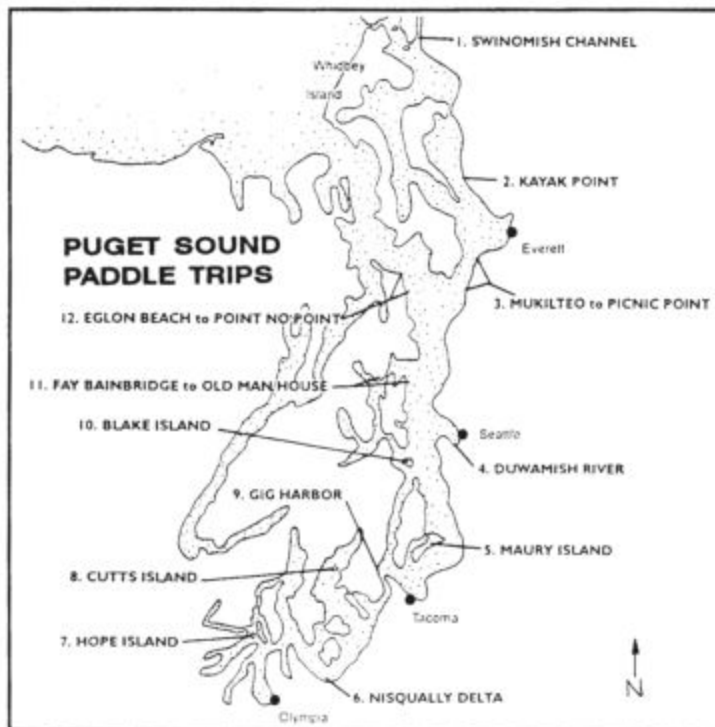 1. SWINOMISH CHANNEL
Whidbey
Island
2. KAYAK POINT
PUGET SOUND
PADDLE TRIPS
Everett
3. MUKILTEO to PICNIC POINT
12. EGLON BEACH to POINT NO POINT
11. FAY BAINBRIDGE to OLD MAN HOUSE
10. BLAKE ISLAND
Seattle
4. DUWAMISH RIVER
9. GIG HARBOR
5. MAURY ISLAND
8. CUTTS ISLAND
Tacoma
7. HOPE ISLAND
6. NISQUALLY DELTA
N
Olympia